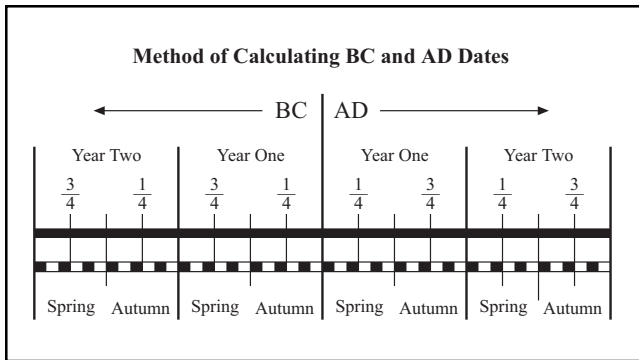 Method of Calculating BC and AD Dates
BC AD
Year Two Year One Year One Year Two
3/4 1/4 3/4 1/4 1/4 3/4 1/4 3/4
Spring Autumn Spring Autumn Spring Autumn Spring Autumn